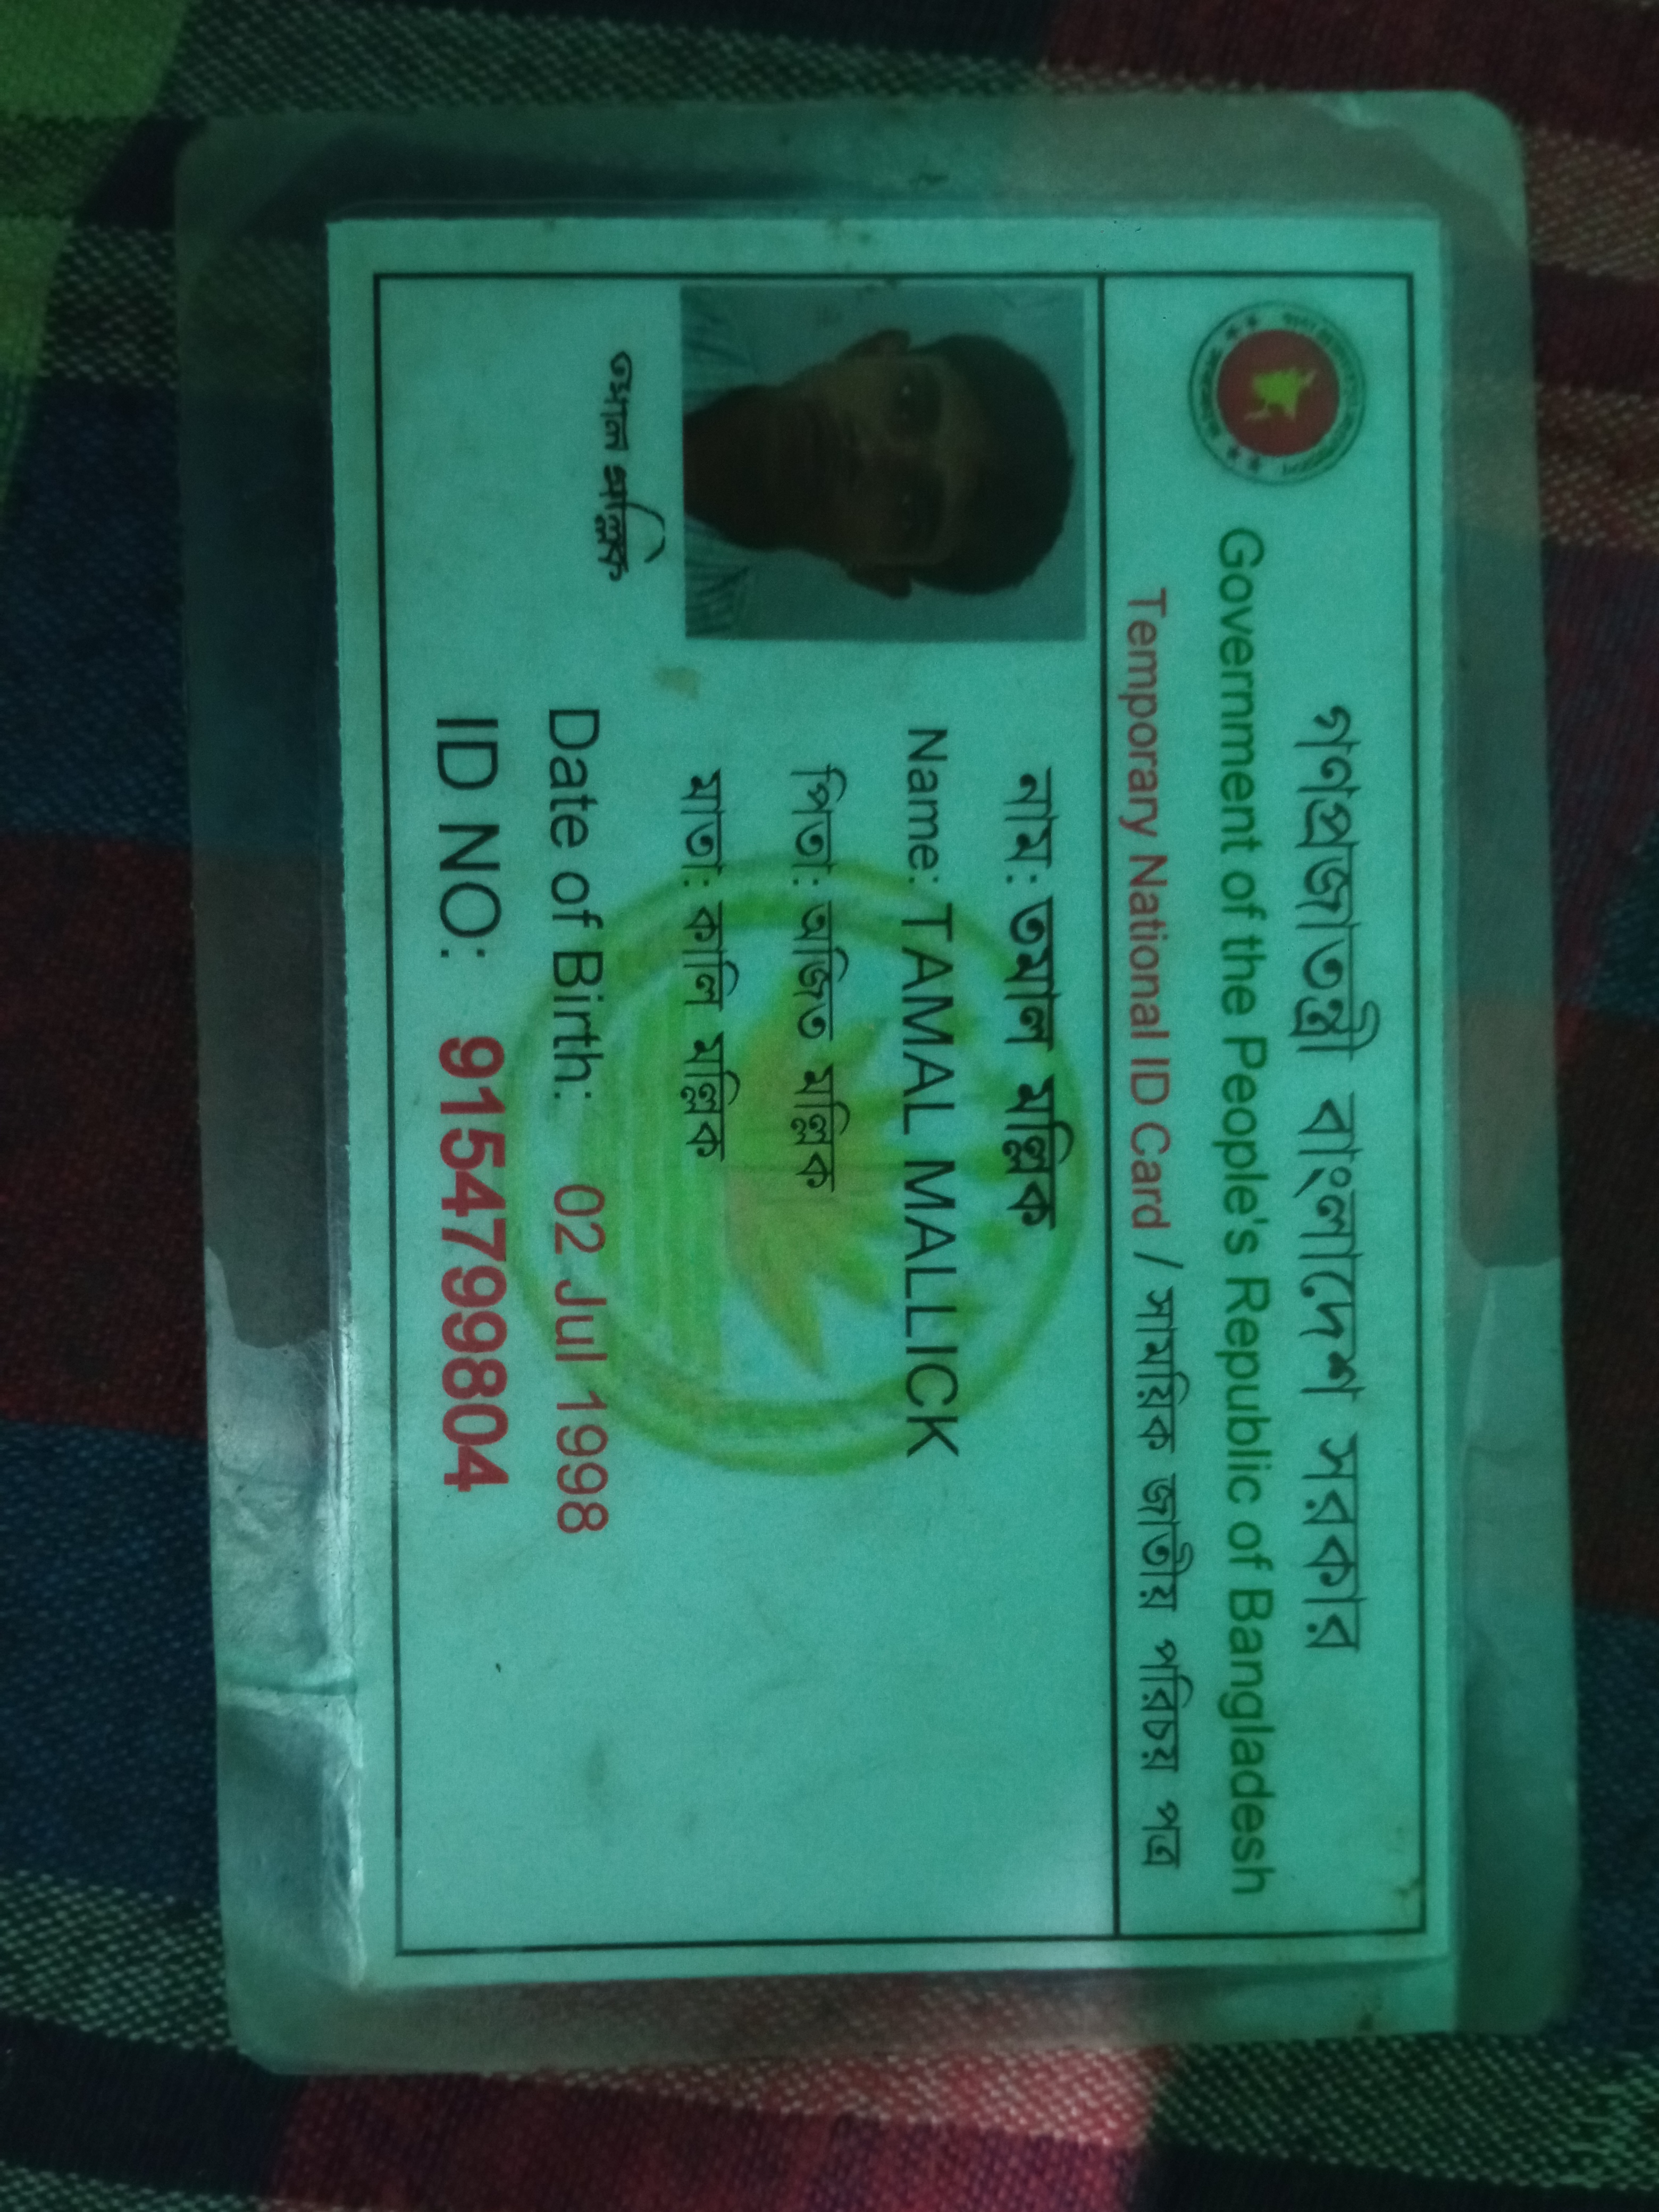 গণপ্রজাতন্ত্রী বাংলাদেশ সরকার
Government of the People's Republic of Bangladesh
Temporary National ID Card / সাময়িক জাতীয় পরিচয় পত্র
নাম: তমাল মল্লিক
Name: TAMAL MALLICK
পিতা: অজিত মল্লিক
মাতা: কালি মল্লিক
তমাল মল্লিক
Date of Birth: 02 Jul 1998
ID NO: 9154799804